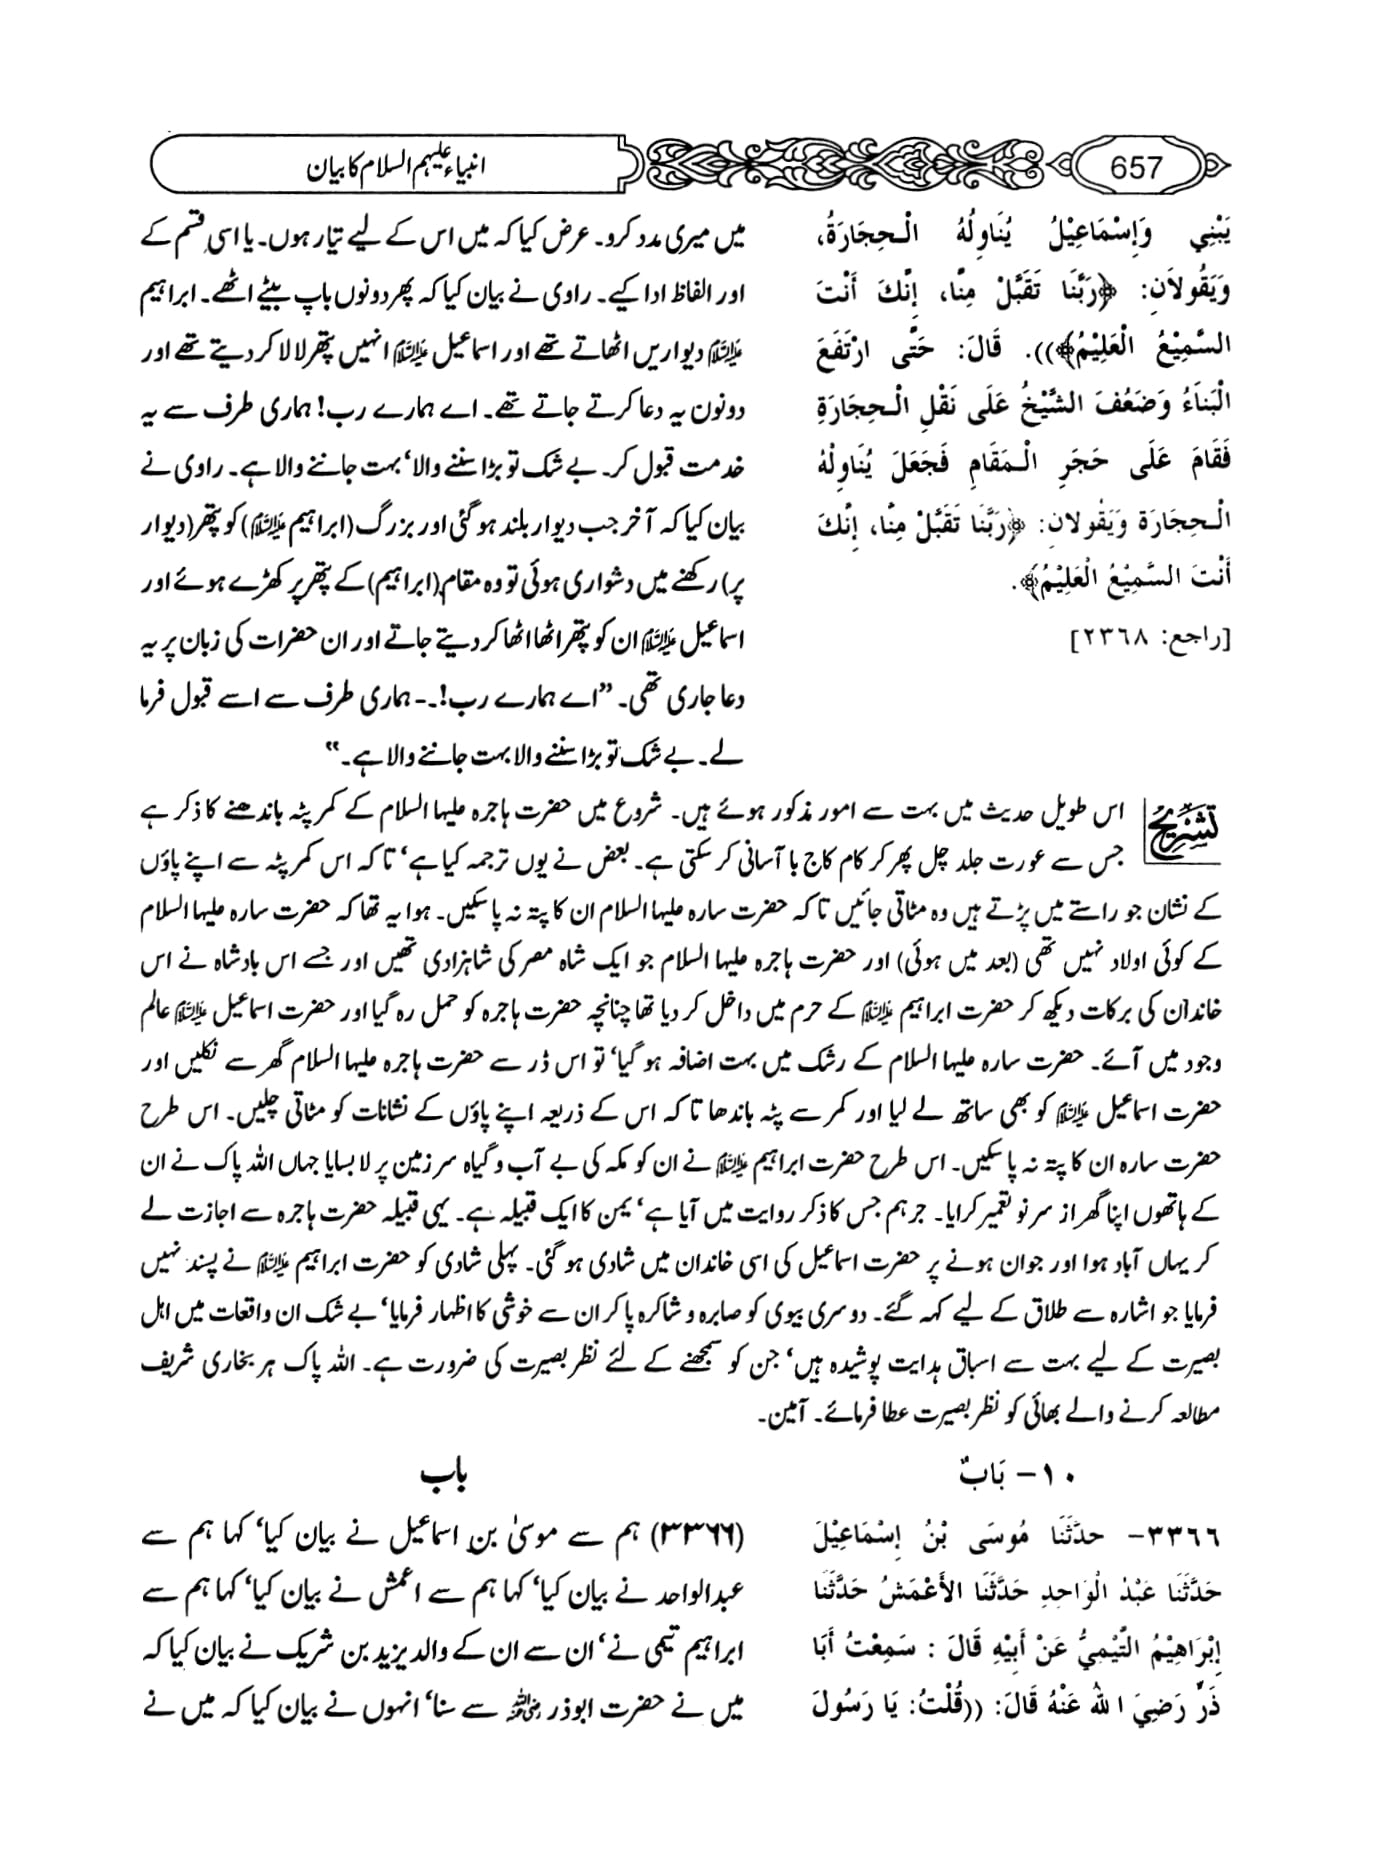 657
انبیاء علیہم السلام کا بیان
يَبْنِي وَإِسْمَاعِيْلُ يُنَاوِلُهُ الْـحِجَارَةُ،
وَيَقُولاَنِ: ﴿رَبَّنَا تَقَبَّلْ مِنَّا، إِنَّكَ أَنْتَ
السَّمِيْعُ الْعَلِيْمُ﴾)). قَالَ: حَتَّى ارْتَفَعَ
الْبَنَاءُ وَضَعُفَ الشَّيْخُ عَلَى نَقْلِ الْـحِجَارَةِ
فَقَامَ عَلَى حَجَرِ الْـمَقَامِ فَجَعَلَ يُنَاوِلُهُ
الْـحِجَارَةَ وَيَقُولانِ: ﴿رَبَّنَا تَقَبَّلْ مِنَّا، إِنَّكَ
أَنْتَ السَّمِيْعُ الْعَلِيْمُ﴾.
[راجع: ٢٣٦٨]
میں میری مدد کرو۔ عرض کیا کہ میں اس کے لیے تیار ہوں۔ یا اسی قسم کے
اور الفاظ ادا کیے۔ راوی نے بیان کیا کہ پھر دونوں باپ بیٹے اٹھے۔ ابراہیم
علیہ السلام دیواریں اٹھاتے تھے اور اسماعیل علیہ السلام انہیں پتھر لا لا کر دیتے تھے اور
دونوں یہ دعا کرتے جاتے تھے۔ اے ہمارے رب! ہماری طرف سے یہ
خدمت قبول کر۔ بے شک تو بڑا سننے والا‘ بہت جاننے والا ہے۔ راوی نے
بیان کیا کہ آخر جب دیوار بلند ہو گئی اور بزرگ (ابراہیم علیہ السلام) کو پتھر (دیوار
پر) رکھنے میں دشواری ہوئی تو وہ مقام (ابراہیم) کے پتھر پر کھڑے ہوئے اور
اسماعیل علیہ السلام ان کو پتھر اٹھا اٹھا کر دیتے جاتے اور ان حضرات کی زبان پر یہ
دعا جاری تھی۔ ”اے ہمارے رب!۔- ہماری طرف سے اسے قبول فرما
لے۔ بے شک تو بڑا سننے والا بہت جاننے والا ہے۔“
تشریح اس طویل حدیث میں بہت سے امور مذکور ہوئے ہیں۔ شروع میں حضرت ہاجرہ علیہا السلام کے کمر پٹہ باندھنے کا ذکر ہے
جس سے عورت جلد چل پھر کر کام کاج با آسانی کر سکتی ہے۔ بعض نے یوں ترجمہ کیا ہے‘ تاکہ اس کمر پٹہ سے اپنے پاؤں
کے نشان جو راستے میں پڑتے ہیں وہ مٹاتی جائیں تاکہ حضرت سارہ علیہا السلام ان کا پتہ نہ پا سکیں۔ ہوا یہ تھا کہ حضرت سارہ علیہا السلام
کے کوئی اولاد نہیں تھی (بعد میں ہوئی) اور حضرت ہاجرہ علیہا السلام جو ایک شاہ مصر کی شاہزادی تھیں اور جسے اس بادشاہ نے اس
خاندان کی برکات دیکھ کر حضرت ابراہیم علیہ السلام کے حرم میں داخل کر دیا تھا چنانچہ حضرت ہاجرہ کو حمل رہ گیا اور حضرت اسماعیل علیہ السلام عالم
وجود میں آئے۔ حضرت سارہ علیہا السلام کے رشک میں بہت اضافہ ہو گیا‘ تو اس ڈر سے حضرت ہاجرہ علیہا السلام گھر سے نکلیں اور
حضرت اسماعیل علیہ السلام کو بھی ساتھ لے لیا اور کمر سے پٹہ باندھا تاکہ اس کے ذریعہ اپنے پاؤں کے نشانات کو مٹاتی چلیں۔ اس طرح
حضرت سارہ ان کا پتہ نہ پا سکیں۔ اس طرح حضرت ابراہیم علیہ السلام نے ان کو مکہ کی بے آب و گیاہ سر زمین پر لا بسایا جہاں اللہ پاک نے ان
کے ہاتھوں اپنا گھر از سر نو تعمیر کرایا۔ جرہم جس کا ذکر روایت میں آیا ہے‘ یمن کا ایک قبیلہ ہے۔ یہی قبیلہ حضرت ہاجرہ سے اجازت لے
کر یہاں آباد ہوا اور جوان ہونے پر حضرت اسماعیل کی اسی خاندان میں شادی ہو گئی۔ پہلی شادی کو حضرت ابراہیم علیہ السلام نے پسند نہیں
فرمایا جو اشارہ سے طلاق کے لیے کہہ گئے۔ دوسری بیوی کو صابرہ و شاکرہ پا کر ان سے خوشی کا اظہار فرمایا‘ بے شک ان واقعات میں اہل
بصیرت کے لیے بہت سے اسباق ہدایت پوشیدہ ہیں‘ جن کو سمجھنے کے لئے نظر بصیرت کی ضرورت ہے۔ اللہ پاک ہر بخاری شریف
مطالعہ کرنے والے بھائی کو نظر بصیرت عطا فرمائے۔ آمین۔
١٠ - بَابٌ
٣٣٦٦- حدَّثَنَا مُوسَى بْنُ إِسْمَاعِيْلَ
حَدَّثَنَا عَبْدُ الْوَاحِدِ حَدَّثَنَا الأَعْمَشُ حَدَّثَنَا
إِبْرَاهِيْمُ التَّيْمِيُّ عَنْ أَبِيْهِ قَالَ : سَمِعْتُ أَبَا
ذَرٍّ رَضِيَ اللهُ عَنْهُ قَالَ: ((قُلْتُ: يَا رَسُولَ
باب
(٣٣٦٦) ہم سے موسیٰ بن اسماعیل نے بیان کیا‘ کہا ہم سے
عبدالواحد نے بیان کیا‘ کہا ہم سے اعمش نے بیان کیا‘ کہا ہم سے
ابراہیم تیمی نے‘ ان سے ان کے والد یزید بن شریک نے بیان کیا کہ
میں نے حضرت ابوذر رضی اللہ عنہ سے سنا‘ انہوں نے بیان کیا کہ میں نے